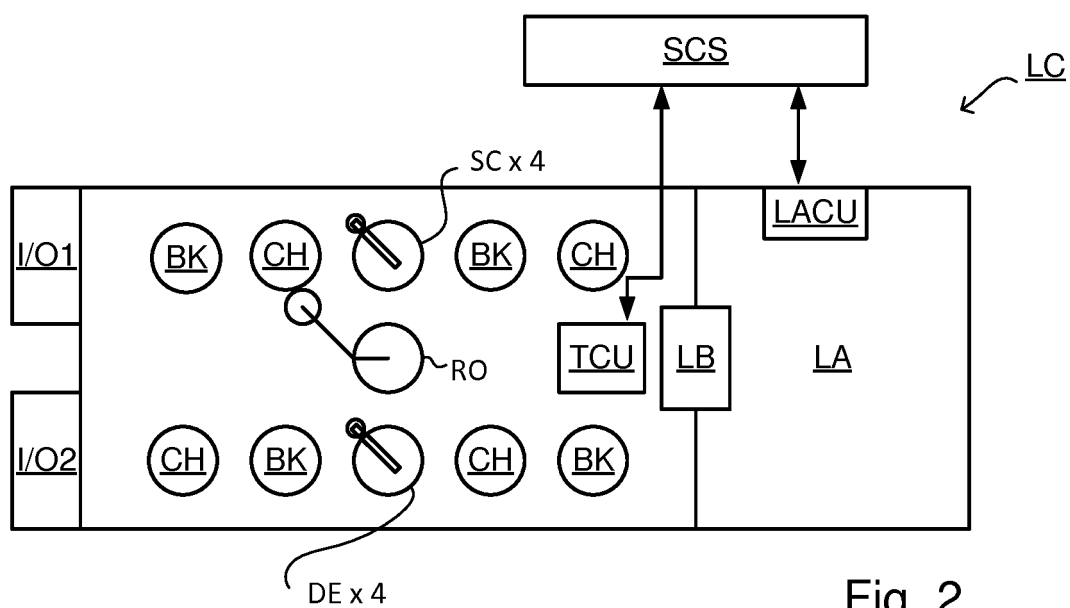 SCS
LC
SC x 4
LACU
I/O1
BK
CH
BK
CH
RO
TCU
LB
LA
I/O2
CH
BK
CH
BK
DE x 4
Fig. 2